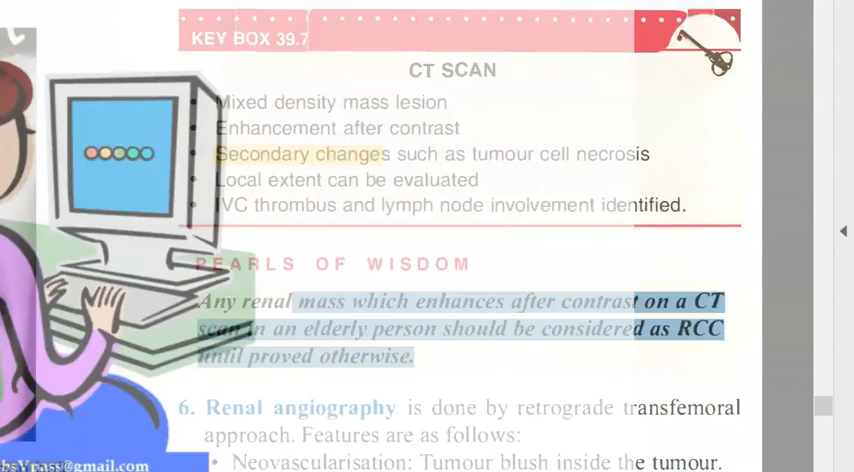 KEY BOX 39.7
CT SCAN
• Mixed density mass lesion
• Enhancement after contrast
• Secondary changes such as tumour cell necrosis
• Local extent can be evaluated
• IVC thrombus and lymph node involvement identified.
PEARLS OF WISDOM
Any renal mass which enhances after contrast on a CT
scan in an elderly person should be considered as RCC
until proved otherwise.
6. Renal angiography is done by retrograde transfemoral
approach. Features are as follows:
• Neovascularisation: Tumour blush inside the tumour.
bsVpass@gmail.com